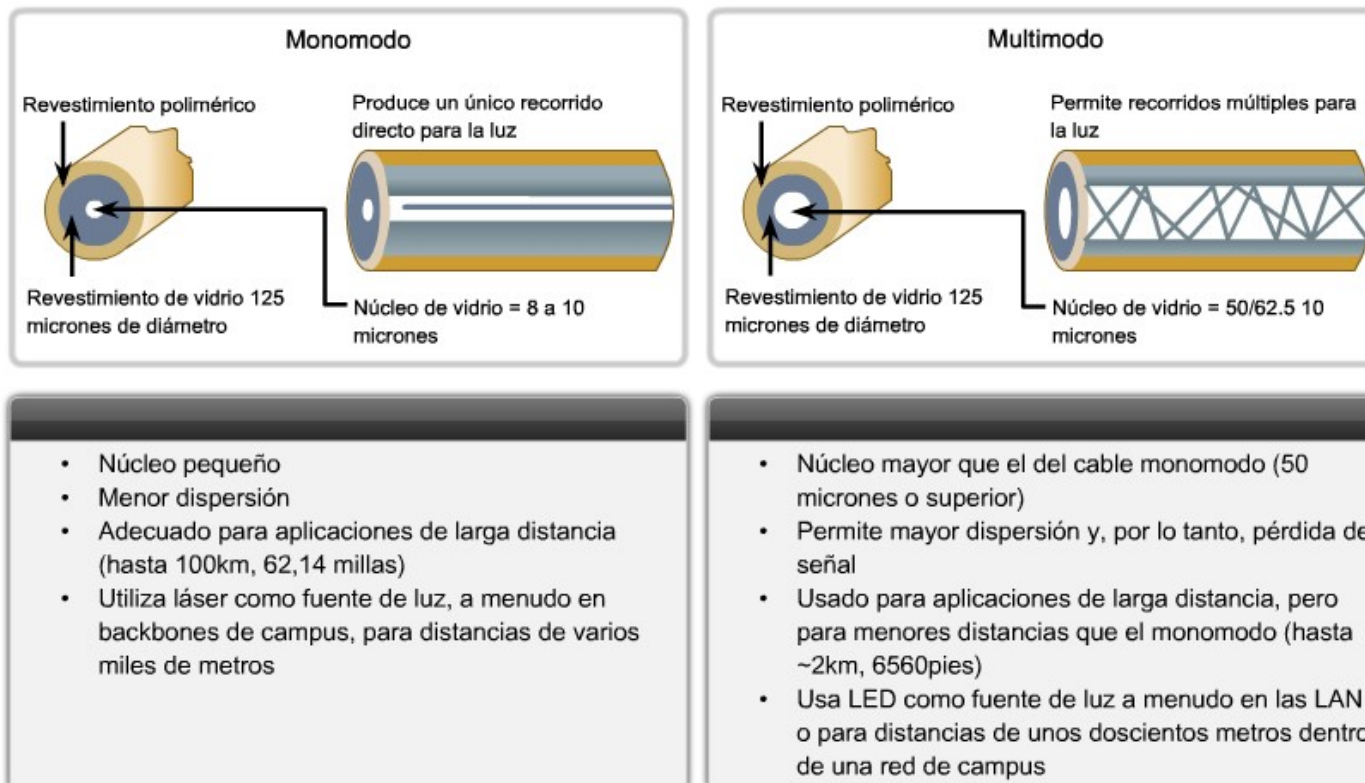 Monomodo
Revestimiento polimérico
Produce un único recorrido
directo para la luz
Revestimiento de vidrio 125
micrones de diámetro
Núcleo de vidrio = 8 a 10
micrones
Multimodo
Revestimiento polimérico
Permite recorridos múltiples para
la luz
Revestimiento de vidrio 125
micrones de diámetro
Núcleo de vidrio = 50/62.5 10
micrones
• Núcleo pequeño
• Menor dispersión
• Adecuado para aplicaciones de larga distancia
(hasta 100km, 62,14 millas)
• Utiliza láser como fuente de luz, a menudo en
backbones de campus, para distancias de varios
miles de metros
• Núcleo mayor que el del cable monomodo (50
micrones o superior)
• Permite mayor dispersión y, por lo tanto, pérdida de
señal
• Usado para aplicaciones de larga distancia, pero
para menores distancias que el monomodo (hasta
~2km, 6560pies)
• Usa LED como fuente de luz a menudo en las LAN
o para distancias de unos doscientos metros dentro
de una red de campus